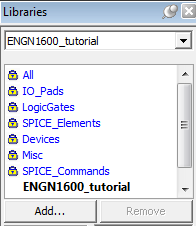 Libraries
ENGN1600_tutorial
All
IO_Pads
LogicGates
SPICE_Elements
Devices
Misc
SPICE_Commands
ENGN1600_tutorial
Add...
Remove